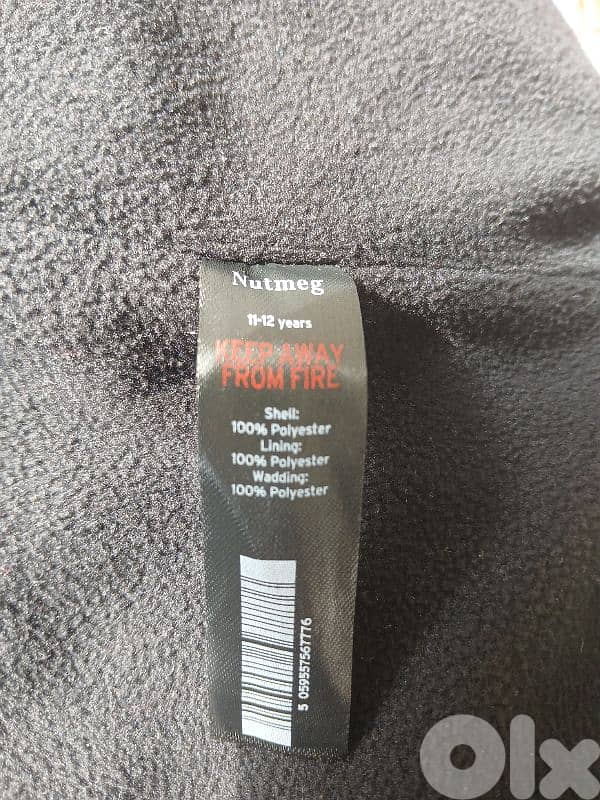 Nutmeg
11-12 years
KEEP AWAY
FROM FIRE
Shell:
100% Polyester
Lining:
100% Polyester
Wadding:
100% Polyester
5 059557567776
OLX